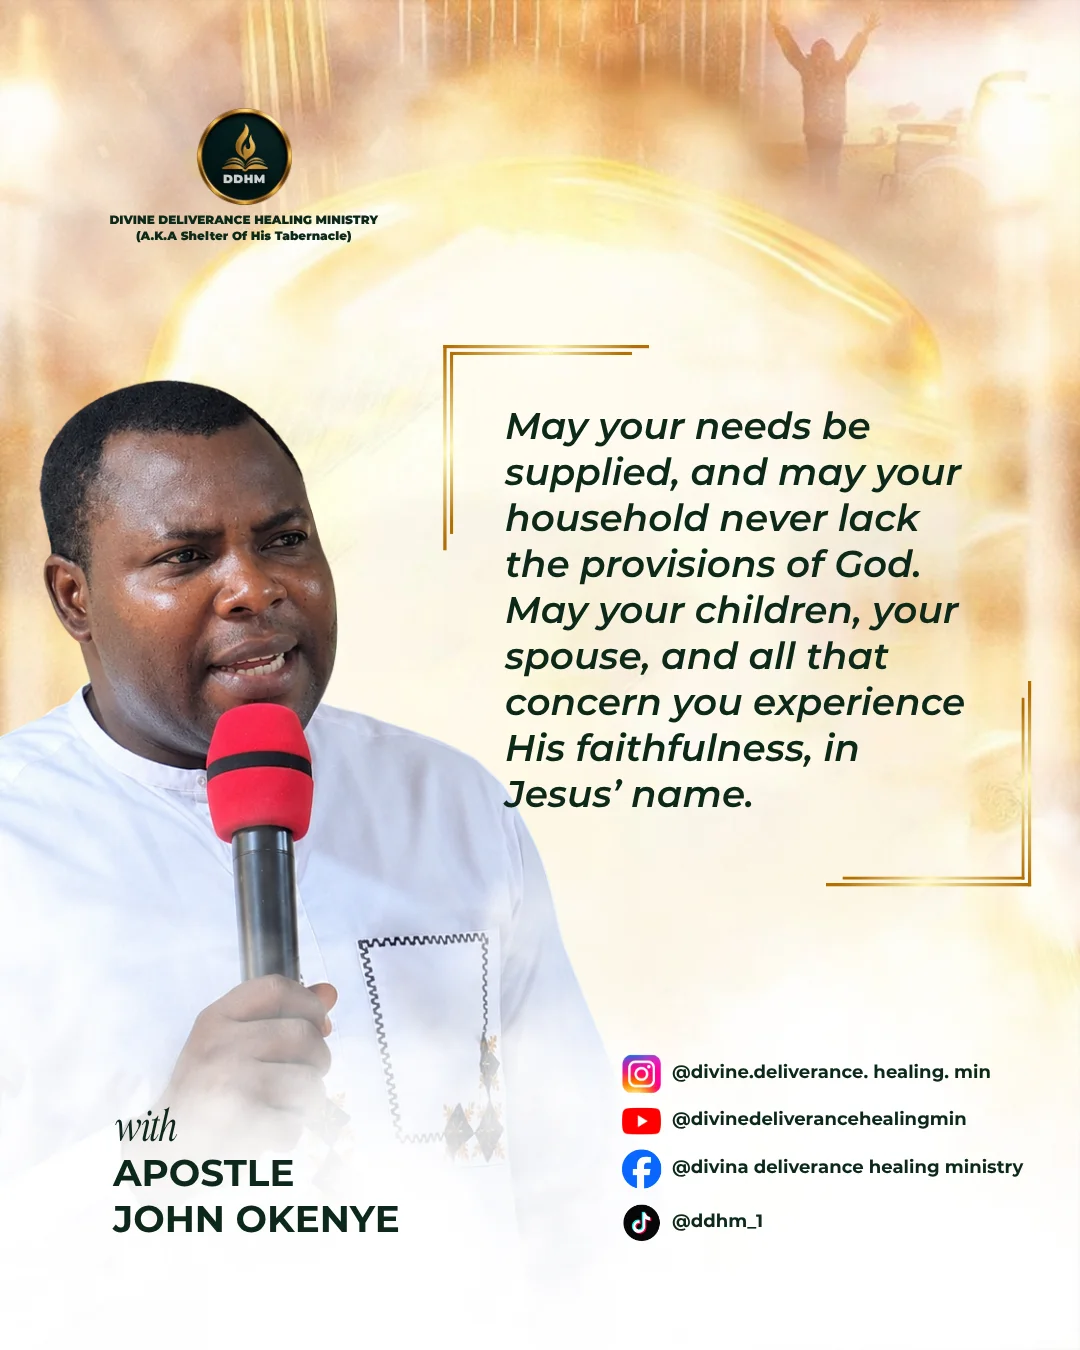 DDHM
DIVINE DELIVERANCE HEALING MINISTRY
(A.K.A Shelter Of His Tabernacle)
May your needs be
supplied, and may your
household never lack
the provisions of God.
May your children, your
spouse, and all that
concern you experience
His faithfulness, in
Jesus’ name.
with
APOSTLE
JOHN OKENYE
@divine.deliverance. healing. min
@divinedeliverancehealingmin
@divina deliverance healing ministry
@ddhm_1